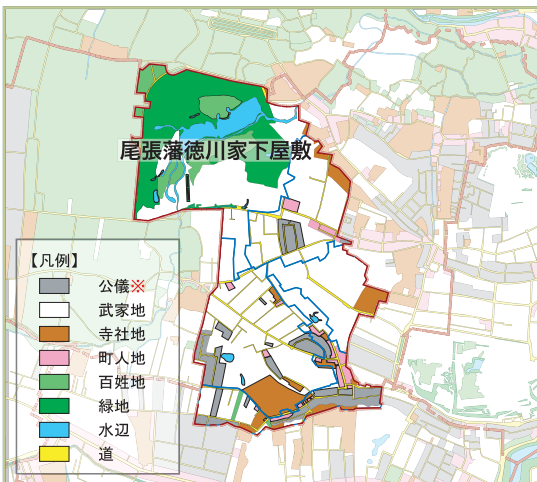 尾張藩徳川家下屋敷
【凡例】
公儀※
武家地
寺社地
町人地
百姓地
緑地
水辺
道